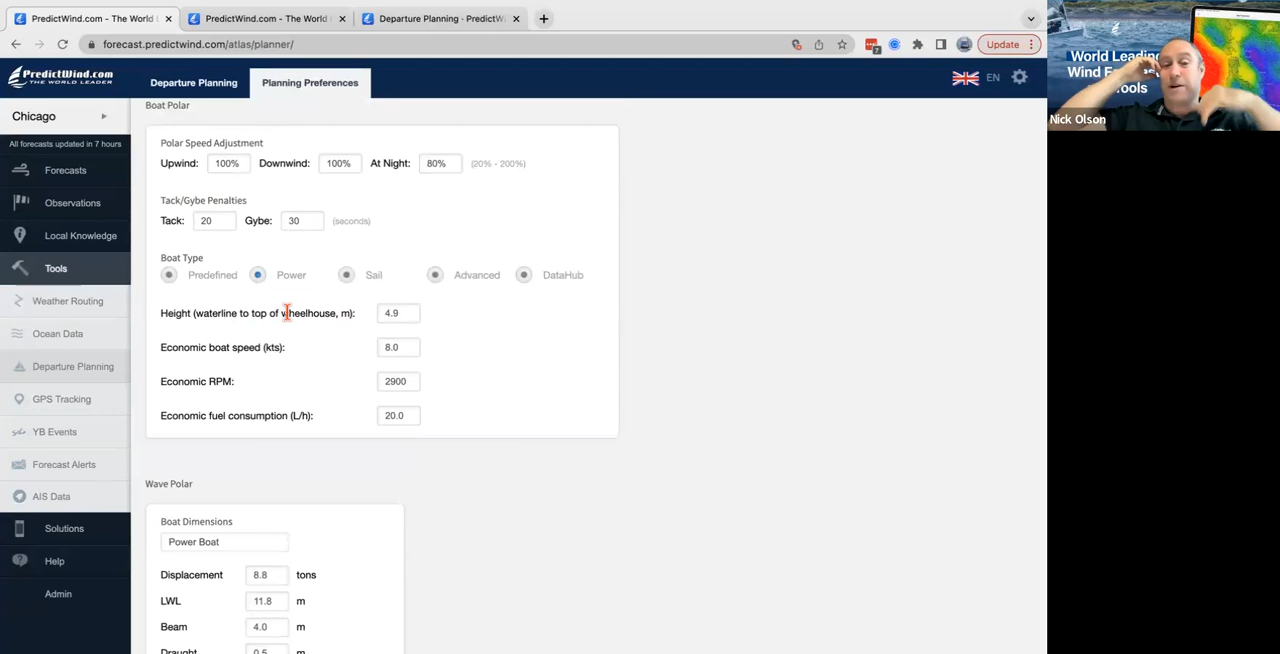 PredictWind.com - The World L
PredictWind.com - The World L
Departure Planning · PredictWi
forecast.predictwind.com/atlas/planner/
7
Update
PredictWind.com
THE WORLD LEADER
Departure Planning
Planning Preferences
EN
Chicago
All forecasts updated in 7 hours
Forecasts
Observations
Local Knowledge
Tools
Weather Routing
Ocean Data
Departure Planning
GPS Tracking
YB Events
Forecast Alerts
AIS Data
Solutions
Help
Admin
Boat Polar
Polar Speed Adjustment
Upwind: 100% Downwind: 100% At Night: 80% (20% - 200%)
Tack/Gybe Penalties
Tack: 20 Gybe: 30 (seconds)
Boat Type
Predefined Power Sail Advanced DataHub
Height (waterline to top of wheelhouse, m): 4.9
Economic boat speed (kts): 8.0
Economic RPM: 2900
Economic fuel consumption (L/h): 20.0
Wave Polar
Boat Dimensions
Power Boat
Displacement 8.8 tons
LWL 11.8 m
Beam 4.0 m
Draught 0.5 m
World Leading
Wind Fo
Tools
Nick Olson